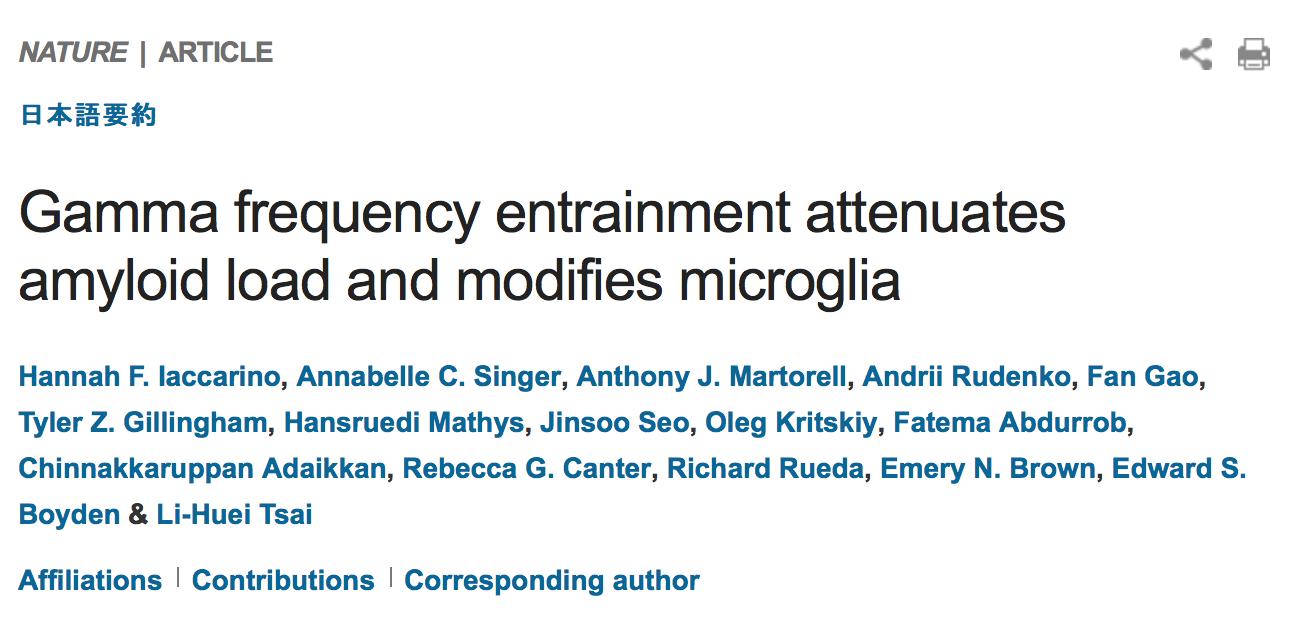 NATURE | ARTICLE
日本語要約
Gamma frequency entrainment attenuates
amyloid load and modifies microglia
Hannah F. Iaccarino, Annabelle C. Singer, Anthony J. Martorell, Andrii Rudenko, Fan Gao,
Tyler Z. Gillingham, Hansruedi Mathys, Jinsoo Seo, Oleg Kritskiy, Fatema Abdurrob,
Chinnakkaruppan Adaikkan, Rebecca G. Canter, Richard Rueda, Emery N. Brown, Edward S.
Boyden & Li-Huei Tsai
Affiliations | Contributions | Corresponding author